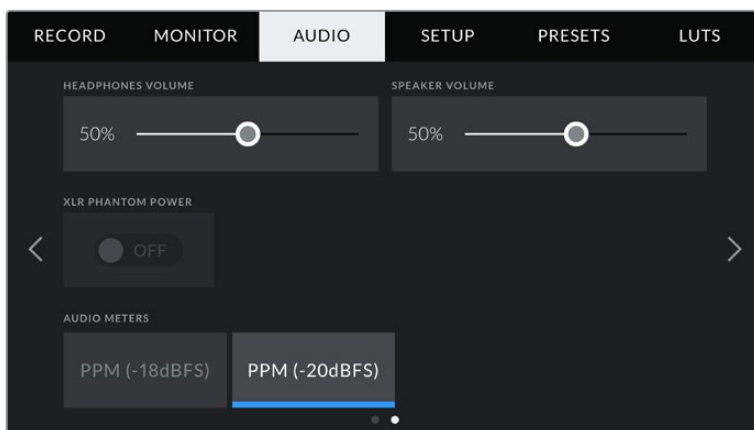 RECORD MONITOR AUDIO SETUP PRESETS LUTS
HEADPHONES VOLUME SPEAKER VOLUME
50% 50%
XLR PHANTOM POWER
OFF
AUDIO METERS
PPM (-18dBFS) PPM (-20dBFS)